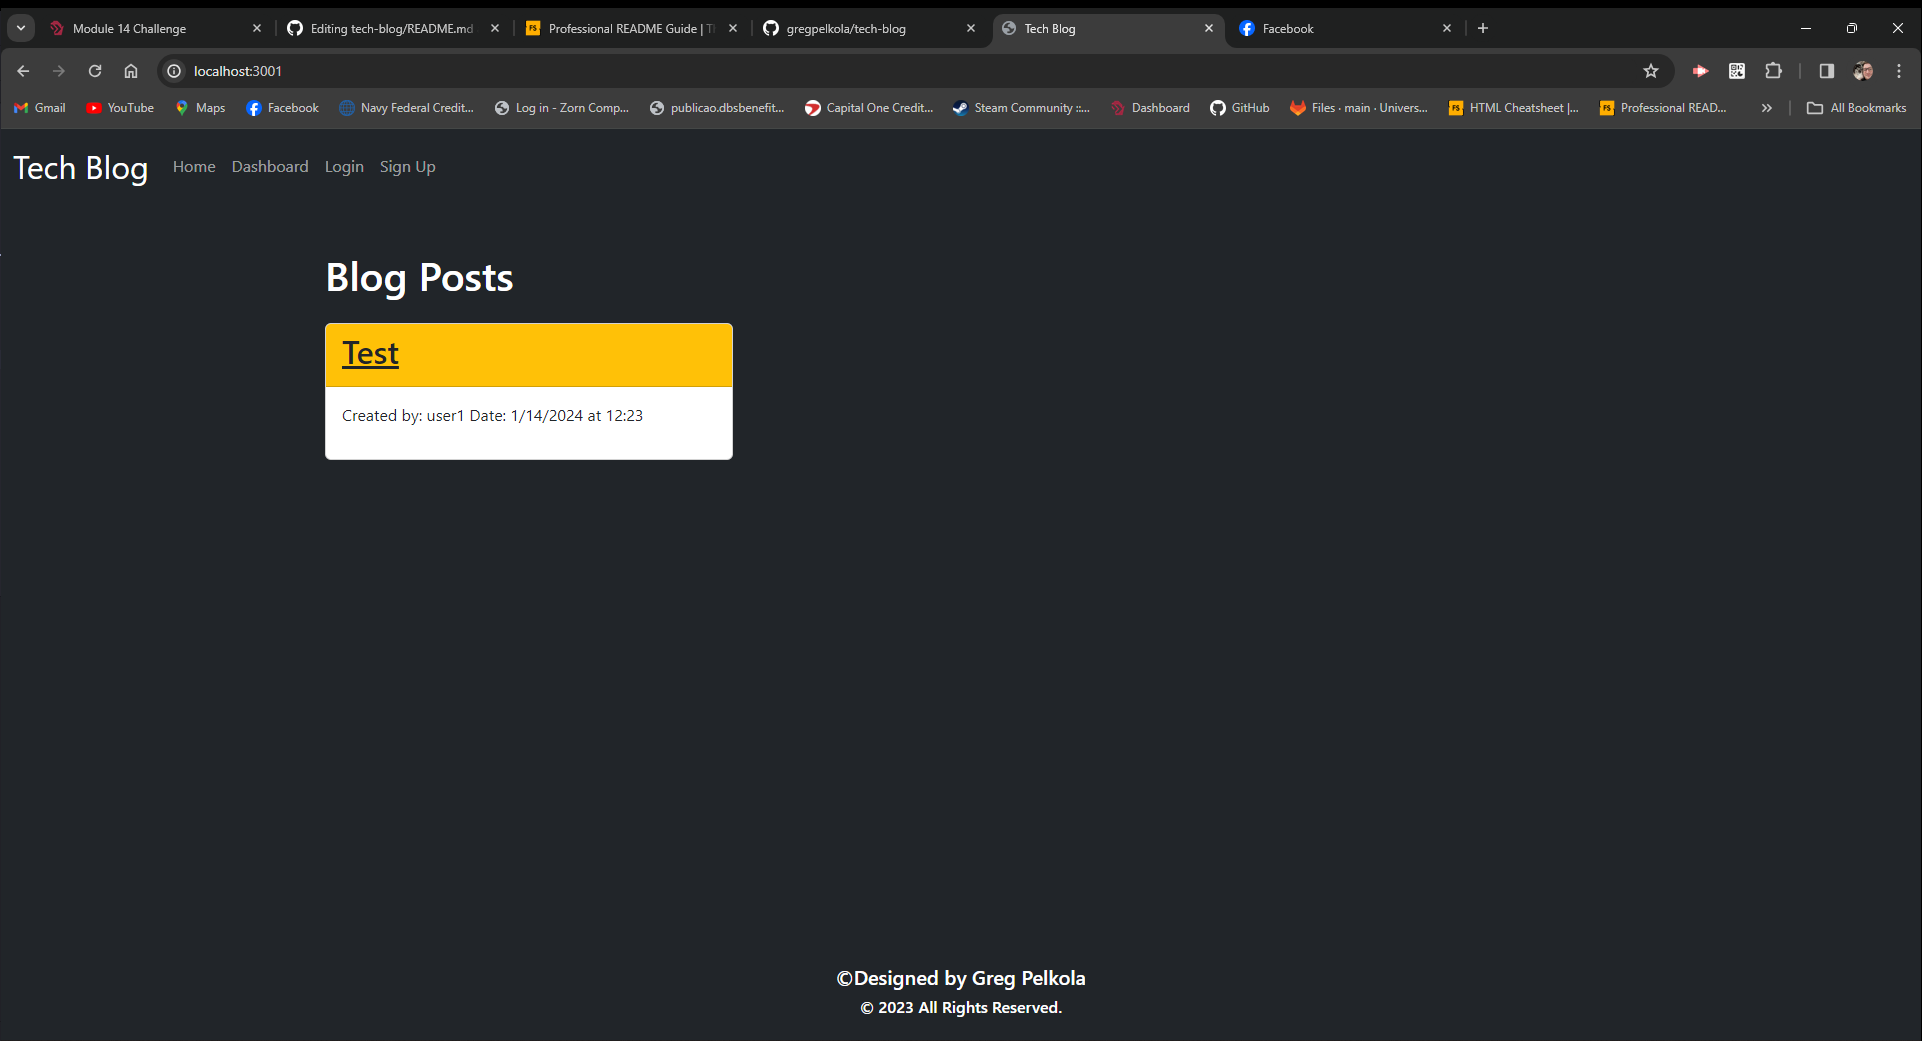 Module 14 Challenge
Editing tech-blog/README.md
Professional README Guide | Th
gregpelkola/tech-blog
Tech Blog
Facebook
localhost:3001
Gmail
YouTube
Maps
Facebook
Navy Federal Credit...
Log in - Zorn Comp...
publicao.dbsbenefit...
Capital One Credit...
Steam Community ::...
Dashboard
GitHub
Files · main · Univers...
HTML Cheatsheet |...
Professional READ...
All Bookmarks
Tech Blog Home Dashboard Login Sign Up
Blog Posts
Test
Created by: user1 Date: 1/14/2024 at 12:23
©Designed by Greg Pelkola
© 2023 All Rights Reserved.